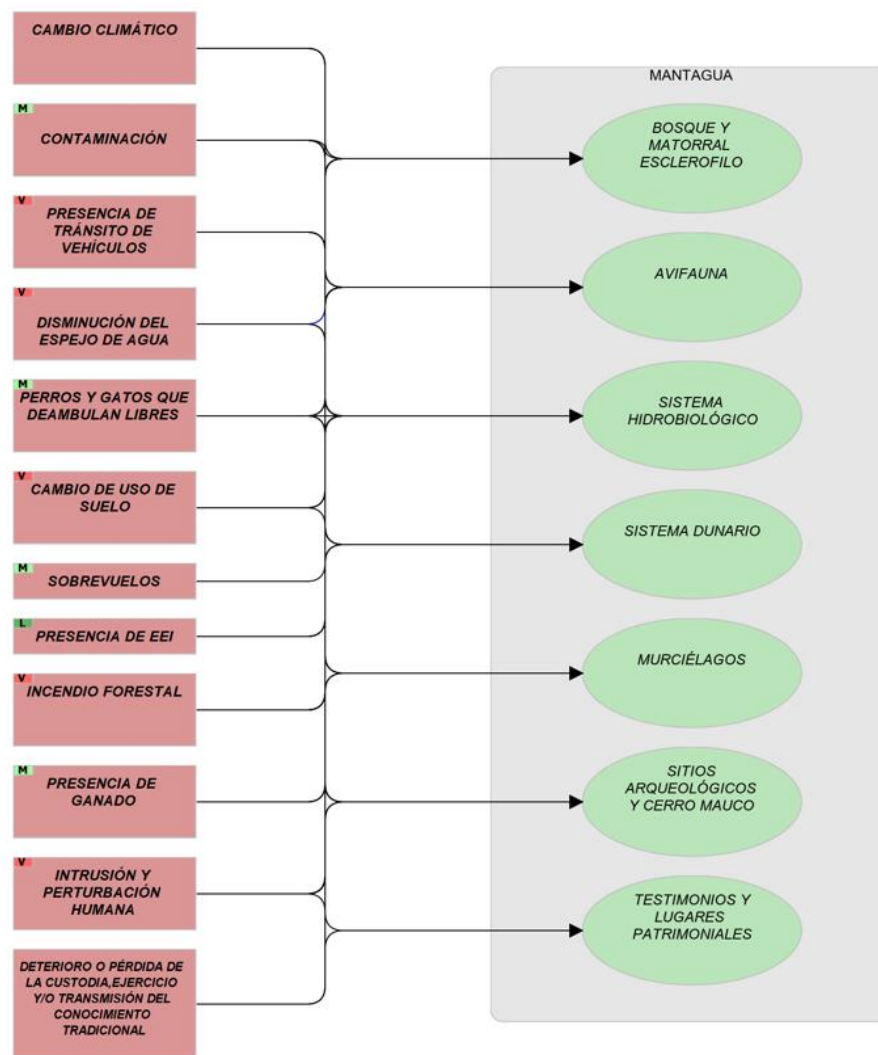 CAMBIO CLIMÁTICO
M
CONTAMINACIÓN
V
PRESENCIA DE
TRÁNSITO DE
VEHÍCULOS
V
DISMINUCIÓN DEL
ESPEJO DE AGUA
M
PERROS Y GATOS QUE
DEAMBULAN LIBRES
V
CAMBIO DE USO DE
SUELO
M
SOBREVUELOS
L
PRESENCIA DE EEI
V
INCENDIO FORESTAL
M
PRESENCIA DE
GANADO
V
INTRUSIÓN Y
PERTURBACIÓN
HUMANA
DETERIORO O PÉRDIDA DE
LA CUSTODIA,EJERCICIO
Y/O TRANSMISIÓN DEL
CONOCIMIENTO
TRADICIONAL
MANTAGUA
BOSQUE Y
MATORRAL
ESCLEROFILO
AVIFAUNA
SISTEMA
HIDROBIOLÓGICO
SISTEMA DUNARIO
MURCIÉLAGOS
SITIOS
ARQUEOLÓGICOS
Y CERRO MAUCO
TESTIMONIOS Y
LUGARES
PATRIMONIALES